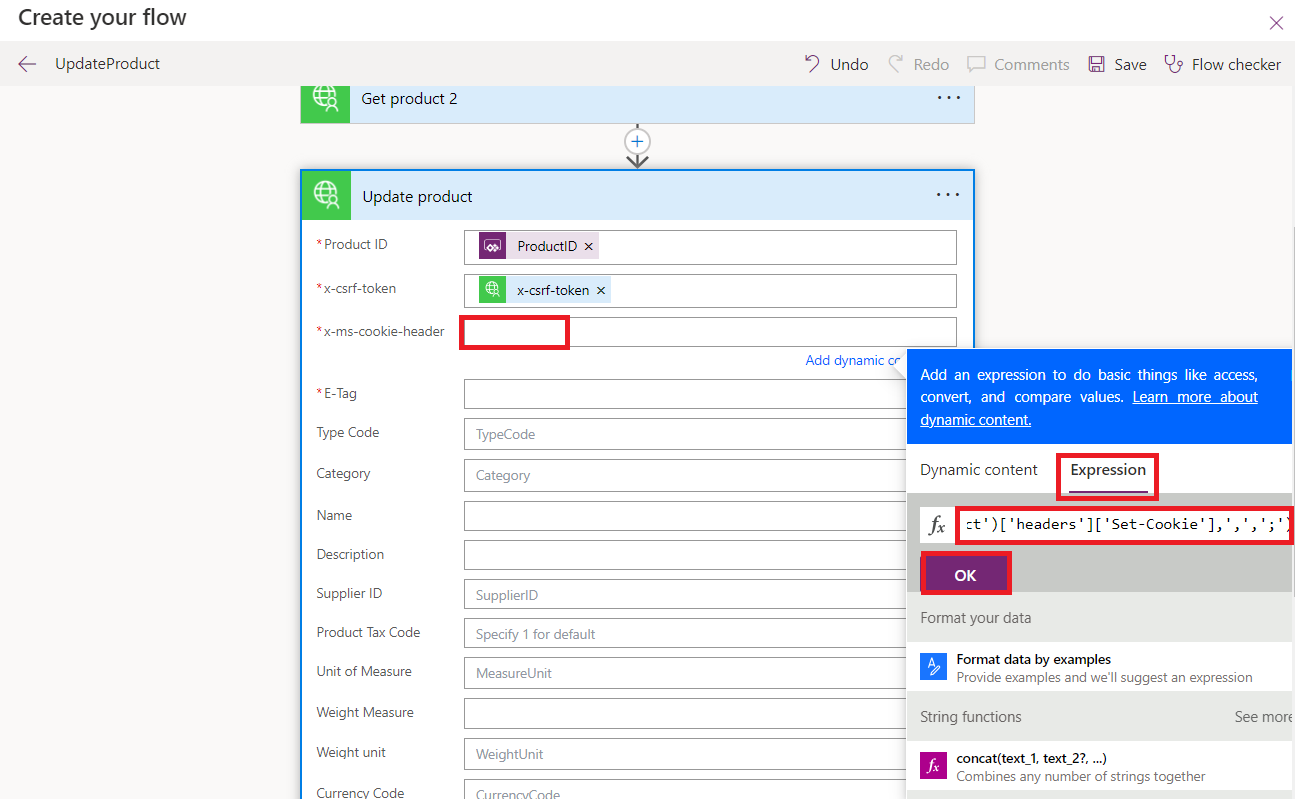 Create your flow
UpdateProduct
Undo
Redo
Comments
Save
Flow checker
Get product 2
Update product
*Product ID
ProductID
*x-csrf-token
x-csrf-token
*x-ms-cookie-header
Add dynamic cc
*E-Tag
Type Code
TypeCode
Category
Category
Name
Description
Supplier ID
SupplierID
Product Tax Code
Specify 1 for default
Unit of Measure
MeasureUnit
Weight Measure
Weight unit
WeightUnit
Currency Code
CurrencyCode
Add an expression to do basic things like access,
convert, and compare values. Learn more about
dynamic content.
Dynamic content
Expression
fx
ct')['headers']['Set-Cookie'],',',';')
OK
Format your data
Format data by examples
Provide examples and we'll suggest an expression
String functions
See more
fx
concat(text_1, text_2?, ...)
Combines any number of strings together